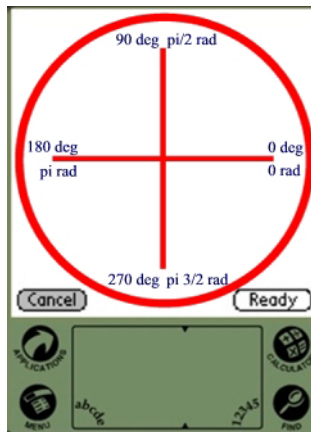 90 deg pi/2 rad
180 deg
0 deg
pi rad
0 rad
270 deg pi 3/2 rad
Cancel
Ready
APPLICATIONS
CALCULATOR
abcde
12345
MENU
FIND